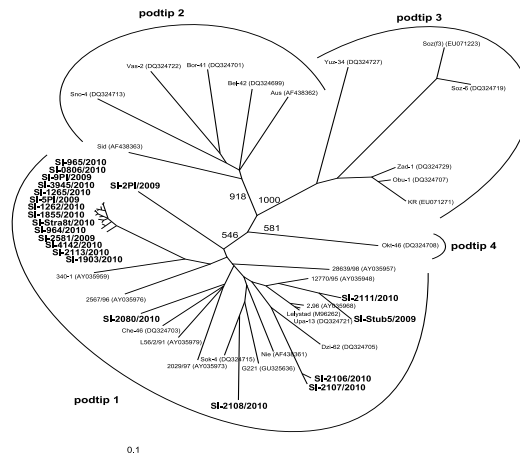 podtip 2
podtip 3
Soz(f3) (EU071223)
Yuz-34 (DQ324727)
Bor-41 (DQ324701)
Vas-2 (DQ324722)
Bel-42 (DQ324699)
Soz-6 (DQ324719)
Aus (AF438362)
Sno-4 (DQ324713)
Sid (AF438363)
Zad-1 (DQ324729)
Obu-1 (DQ324707)
KR (EU071271)
918
1000
SI-965/2010
SI-0806/2010
SI-9PI/2009
SI-3945/2010
SI-1265/2010
SI-5PI/2009
SI-1262/2010
SI-1855/2010
SI-Stra8t/2010
SI-964/2010
SI-2581/2009
SI-4142/2010
SI-2113/2010
SI-1903/2010
SI-2PI/2009
546
581
Okt-46 (DQ324708)
podtip 4
340-1 (AY035959)
28639/98 (AY035957)
12770/95 (AY035948)
2567/96 (AY035976)
SI-2111/2010
2.96 (AY035968)
Lelystad (M96262)
Upa-13 (DQ324721)
SI-Stub5/2009
SI-2080/2010
Che-46 (DQ324703)
L56/2/91 (AY035979)
Dzi-62 (DQ324705)
Nie (AF438361)
Sok-4 (DQ324715)
2029/97 (AY035973)
G221 (GU325636)
SI-2106/2010
SI-2107/2010
SI-2108/2010
podtip 1
0.1